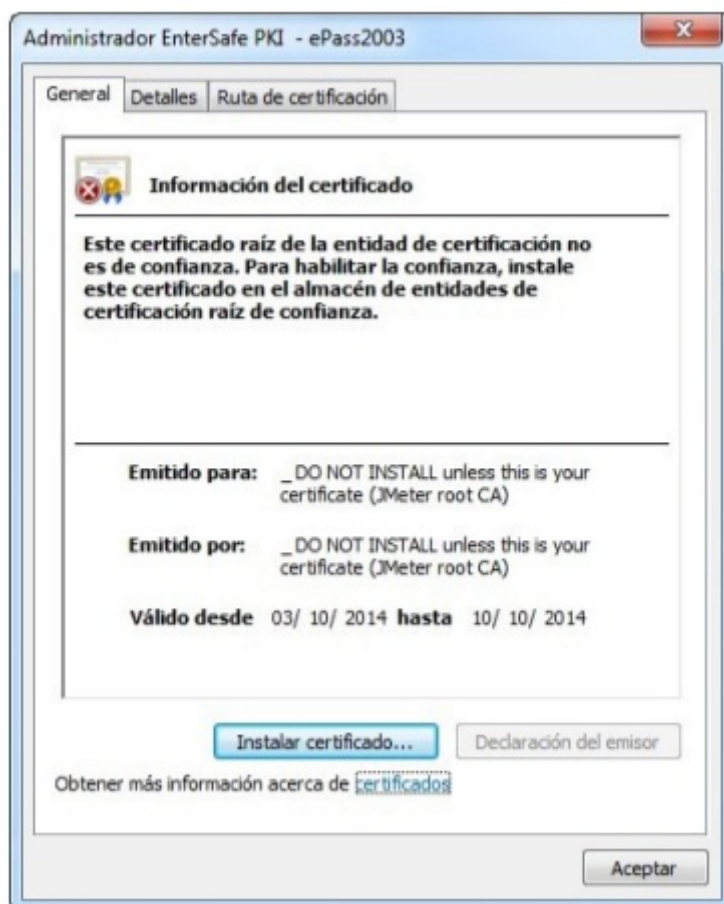 Administrador EnterSafe PKI - ePass2003
General Detalles Ruta de certificación
Información del certificado
Este certificado raíz de la entidad de certificación no
es de confianza. Para habilitar la confianza, instale
este certificado en el almacén de entidades de
certificación raíz de confianza.
Emitido para: _DO NOT INSTALL unless this is your
certificate (JMeter root CA)
Emitido por: _DO NOT INSTALL unless this is your
certificate (JMeter root CA)
Válido desde 03/ 10/ 2014 hasta 10/ 10/ 2014
Instalar certificado... Declaración del emisor
Obtener más información acerca de certificados
Aceptar